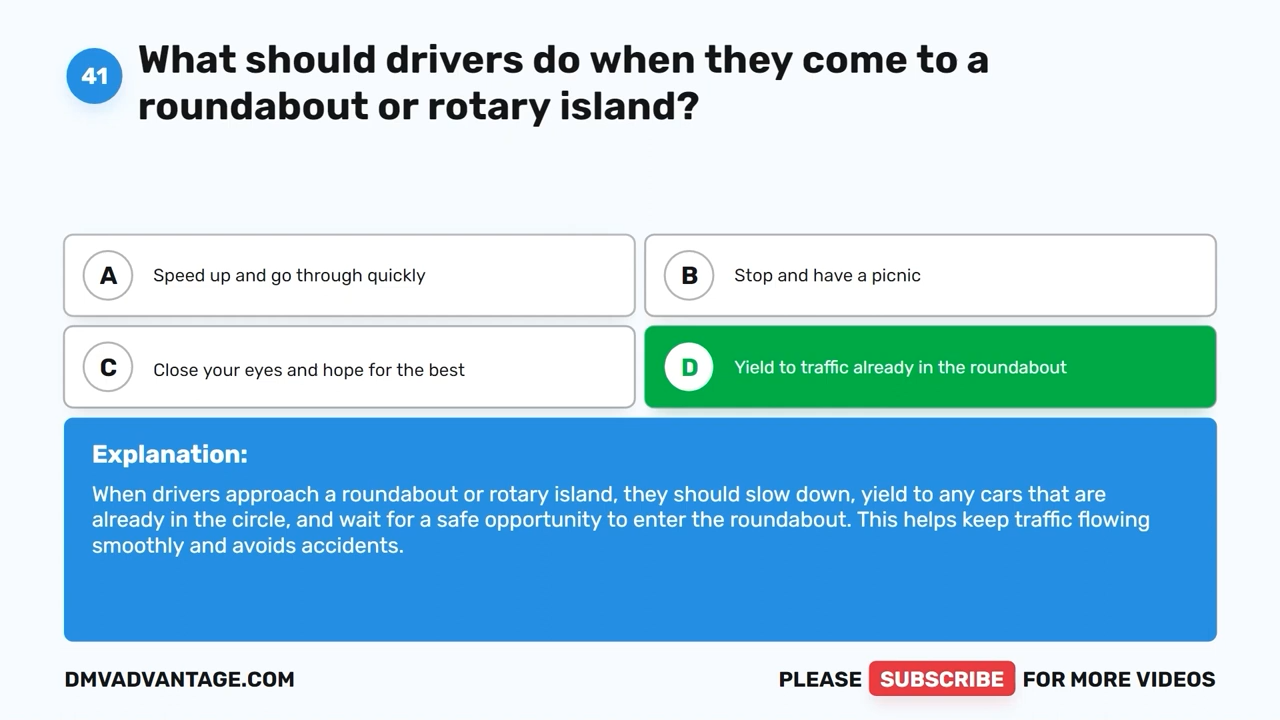 41
What should drivers do when they come to a
roundabout or rotary island?
A Speed up and go through quickly
B Stop and have a picnic
C Close your eyes and hope for the best
D Yield to traffic already in the roundabout
Explanation:
When drivers approach a roundabout or rotary island, they should slow down, yield to any cars that are
already in the circle, and wait for a safe opportunity to enter the roundabout. This helps keep traffic flowing
smoothly and avoids accidents.
DMVADVANTAGE.COM
PLEASE SUBSCRIBE FOR MORE VIDEOS